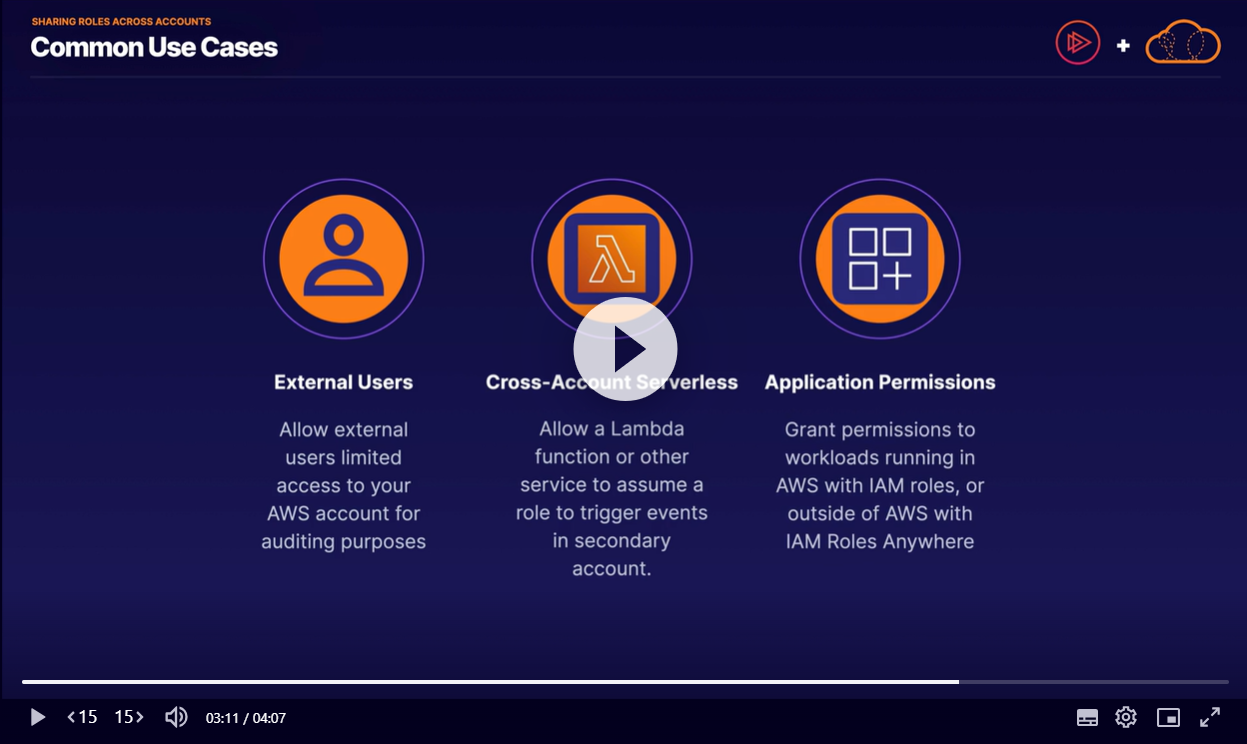 SHARING ROLES ACROSS ACCOUNTS
Common Use Cases
External Users
Allow external
users limited
access to your
AWS account for
auditing purposes
Cross-Account Serverless
Allow a Lambda
function or other
service to assume a
role to trigger events
in secondary
account.
Application Permissions
Grant permissions to
workloads running in
AWS with IAM roles, or
outside of AWS with
IAM Roles Anywhere
15 15 03:11 / 04:07